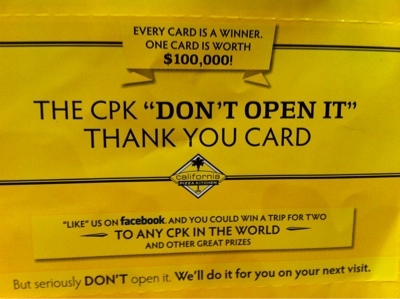 EVERY CARD IS A WINNER.
ONE CARD IS WORTH
$100,000!
THE CPK "DON'T OPEN IT"
THANK YOU CARD
California
PIZZA KITCHEN
"LIKE" US ON facebook. AND YOU COULD WIN A TRIP FOR TWO
TO ANY CPK IN THE WORLD
AND OTHER GREAT PRIZES
But seriously DON'T open it. We'll do it for you on your next visit.